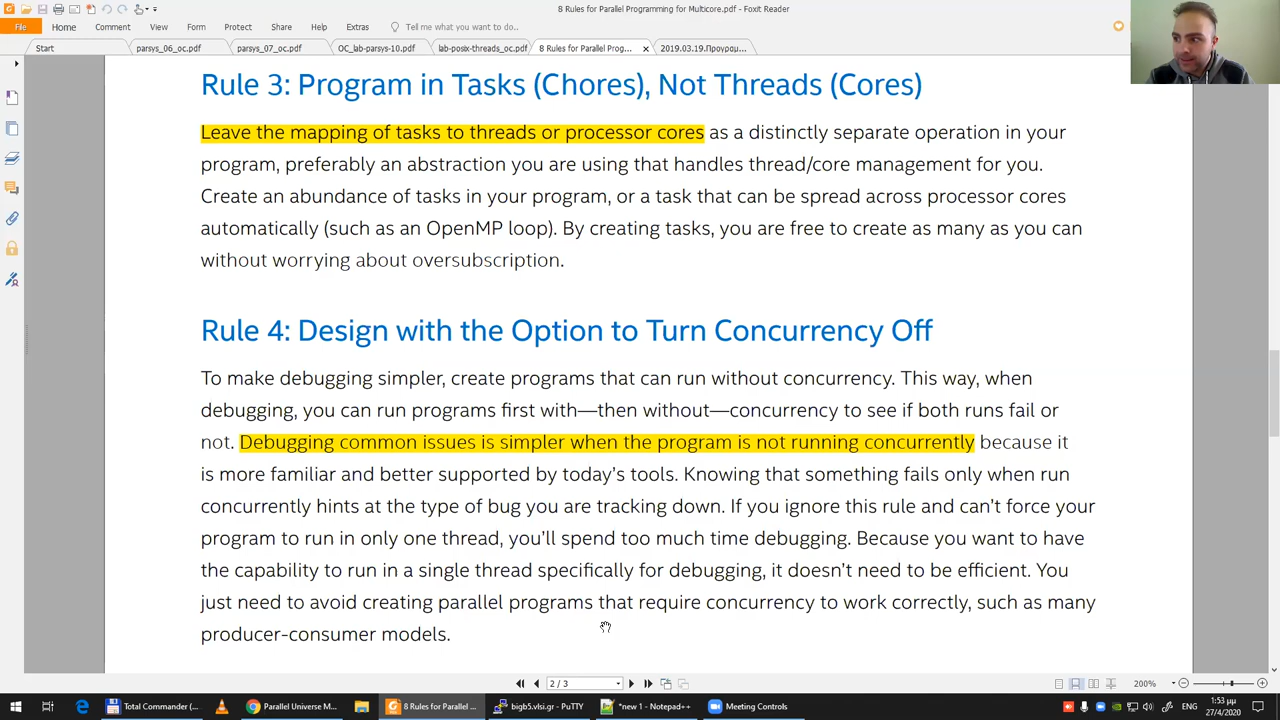 8 Rules for Parallel Programming for Multicore.pdf - Foxit Reader
File Home Comment View Form Protect Share Help Extras Tell me what you want to do...
Start parsys_06_oc.pdf parsys_07_oc.pdf OC_lab-parsys-10.pdf lab-posix-threads_oc.pdf 8 Rules for Parallel Prog... 2019.03.19.Προγραμ...
Rule 3: Program in Tasks (Chores), Not Threads (Cores)
Leave the mapping of tasks to threads or processor cores as a distinctly separate operation in your
program, preferably an abstraction you are using that handles thread/core management for you.
Create an abundance of tasks in your program, or a task that can be spread across processor cores
automatically (such as an OpenMP loop). By creating tasks, you are free to create as many as you can
without worrying about oversubscription.
Rule 4: Design with the Option to Turn Concurrency Off
To make debugging simpler, create programs that can run without concurrency. This way, when
debugging, you can run programs first with—then without—concurrency to see if both runs fail or
not. Debugging common issues is simpler when the program is not running concurrently because it
is more familiar and better supported by today's tools. Knowing that something fails only when run
concurrently hints at the type of bug you are tracking down. If you ignore this rule and can't force your
program to run in only one thread, you'll spend too much time debugging. Because you want to have
the capability to run in a single thread specifically for debugging, it doesn't need to be efficient. You
just need to avoid creating parallel programs that require concurrency to work correctly, such as many
producer-consumer models.
2 / 3 200%
Total Commander (... Parallel Universe M... 8 Rules for Parallel ... bigb5.vlsi.gr - PuTTY *new 1 - Notepad++ Meeting Controls ENG 1:53 μμ
27/4/2020